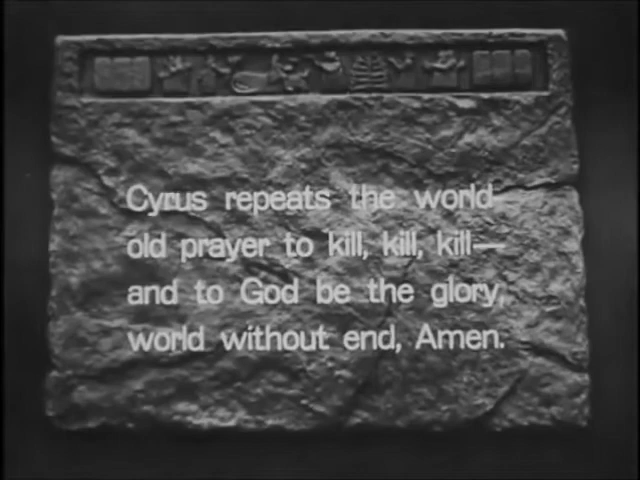 Cyrus repeats the world-
old prayer to kill, kill, kill—
and to God be the glory,
world without end, Amen.